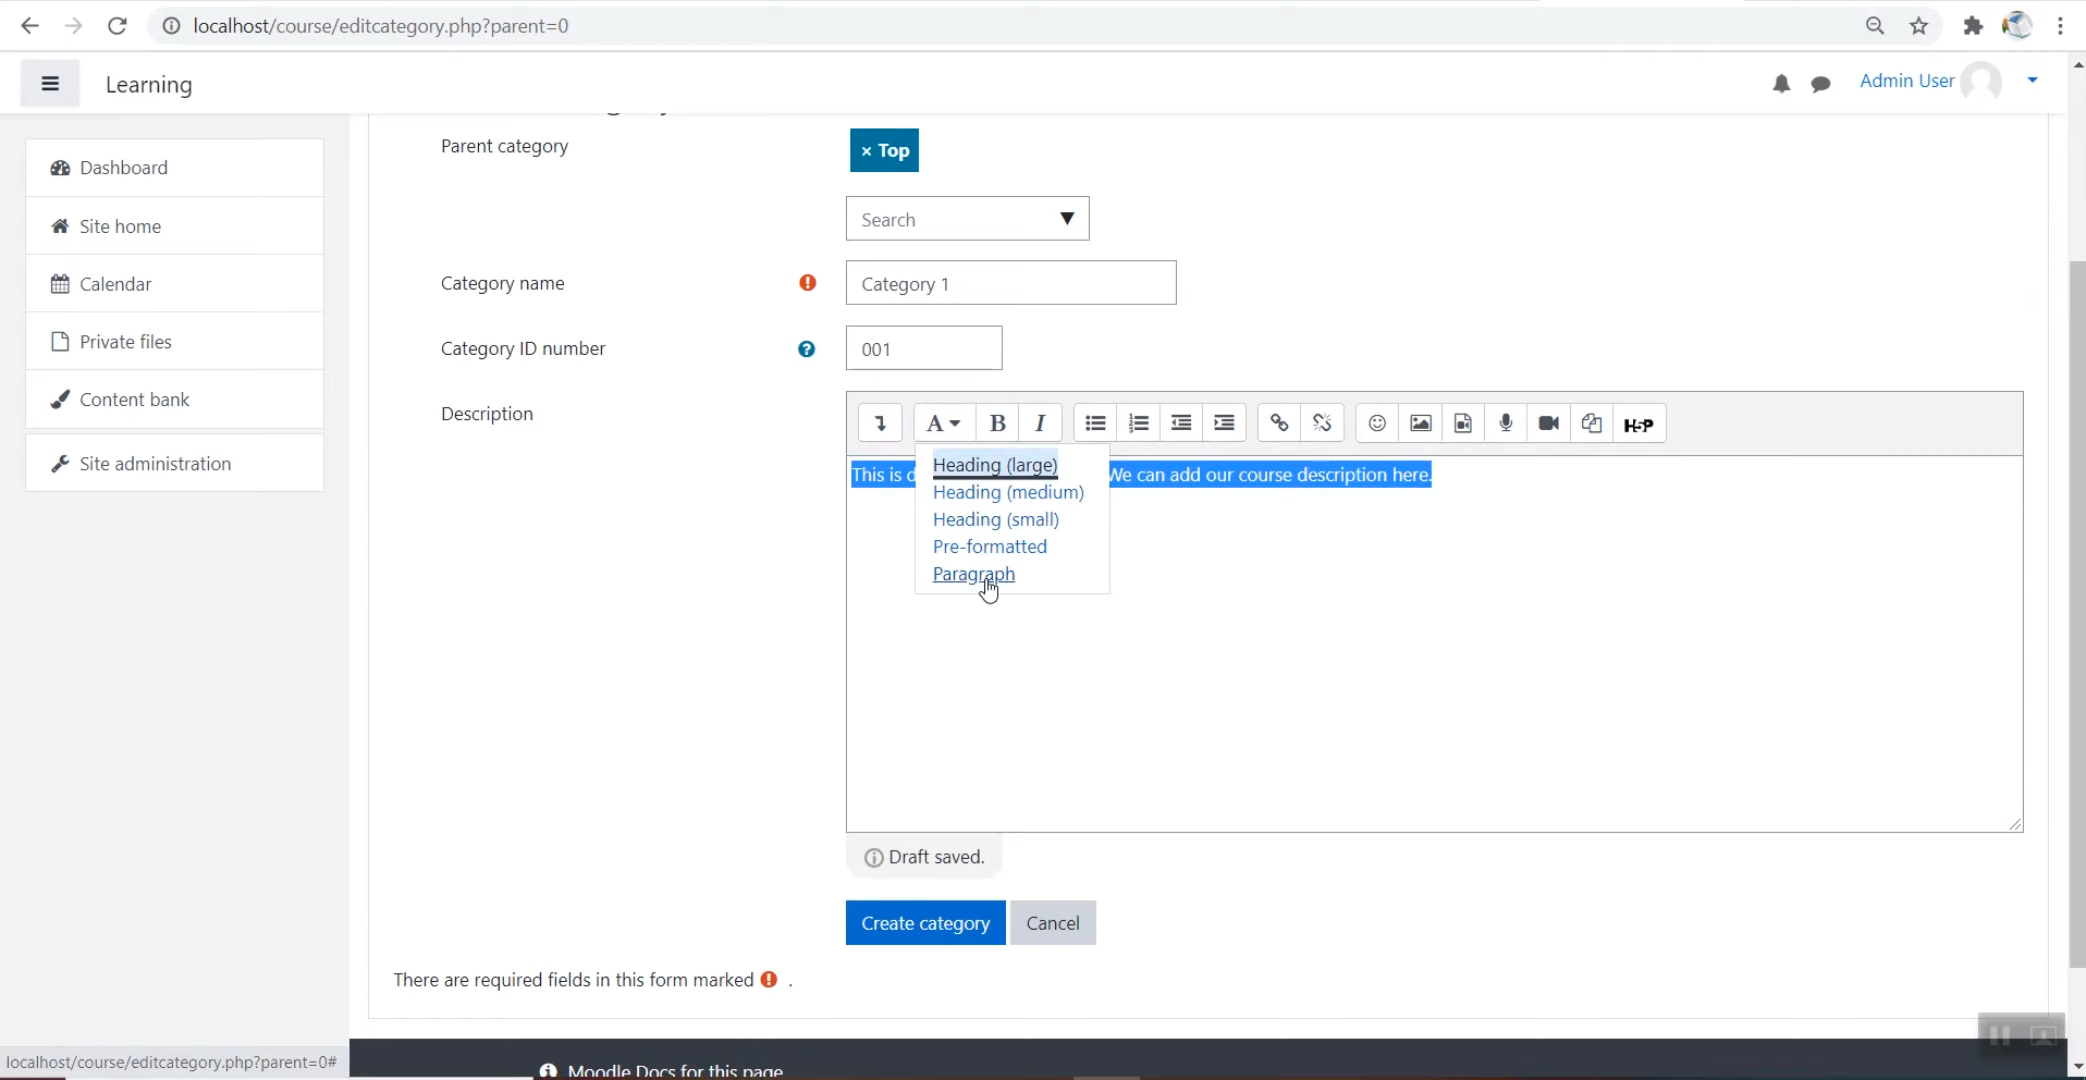 localhost/course/editcategory.php?parent=0
Learning
Admin User
Dashboard
Site home
Calendar
Private files
Content bank
Site administration
Parent category
× Top
Search
Category name
Category 1
Category ID number
001
Description
A
B
I
H-P
This is d
We can add our course description here.
Heading (large)
Heading (medium)
Heading (small)
Pre-formatted
Paragraph
Draft saved.
Create category
Cancel
There are required fields in this form marked .
localhost/course/editcategory.php?parent=0#
Moodle Docs for this page